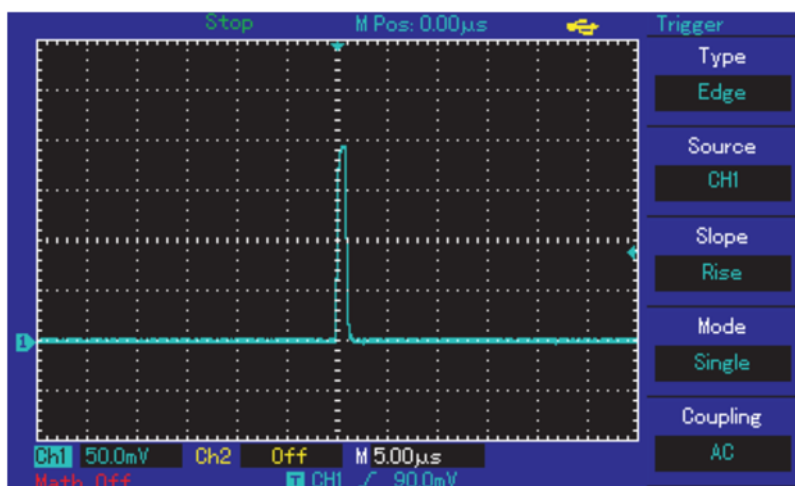 Stop M Pos: 0.00μs Trigger
Type
Edge
Source
CH1
Slope
Rise
Mode
Single
Coupling
AC
1
Ch1 50.0mV Ch2 Off M 5.00μs
Math Off T CH1 90.0mV